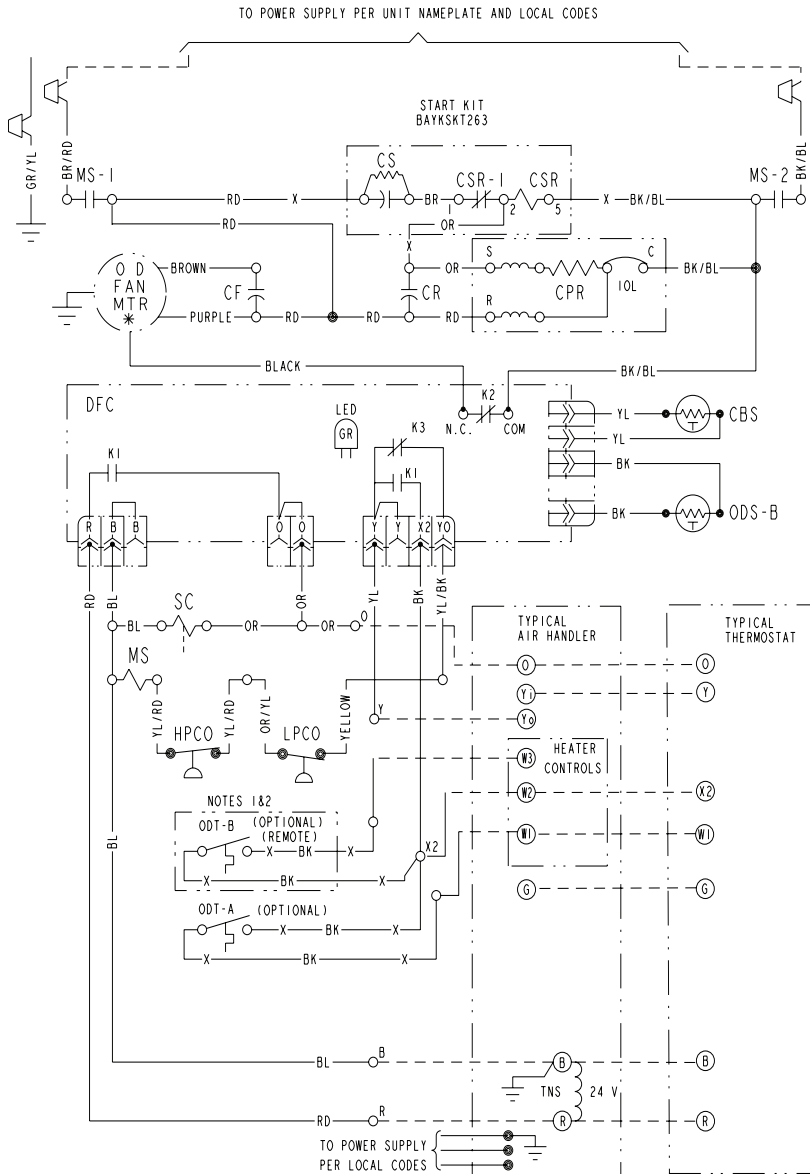 TO POWER SUPPLY PER UNIT NAMEPLATE AND LOCAL CODES
START KIT
BAYKSKT263
GR/YL
BR/RD
BK/BL
MS-1
RD
X
CS
BR
CSR-1
CSR
X
BK/BL
MS-2
1
2
5
RD
OR
X
O D
FAN
MTR
*
BROWN
CF
PURPLE
RD
RD
CR
OR
RD
S
R
CPR
IOL
C
BK/BL
BLACK
BK/BL
DFC
LED
GR
K2
N.C.
COM
K3
K1
K1
YL
CBS
YL
BK
BK
ODS-B
R
B
B
O
O
Y
Y
X2
YO
RD
BL
OR
YL
BK
YL/BK
BL
SC
OR
OR
O
MS
YL/RD
HPCO
YL/RD
OR/YL
LPCO
YELLOW
Y
TYPICAL
AIR HANDLER
TYPICAL
THERMOSTAT
O
O
Yi
Y
Yo
HEATER
CONTROLS
W3
W2
X2
W1
W1
G
G
NOTES 1&2
ODT-B
(OPTIONAL)
(REMOTE)
X
BK
X
X
BK
X
X2
BL
ODT-A
(OPTIONAL)
X
BK
X
X
BK
X
BL
B
B
B
TNS
24 V
RD
R
R
R
TO POWER SUPPLY
PER LOCAL CODES